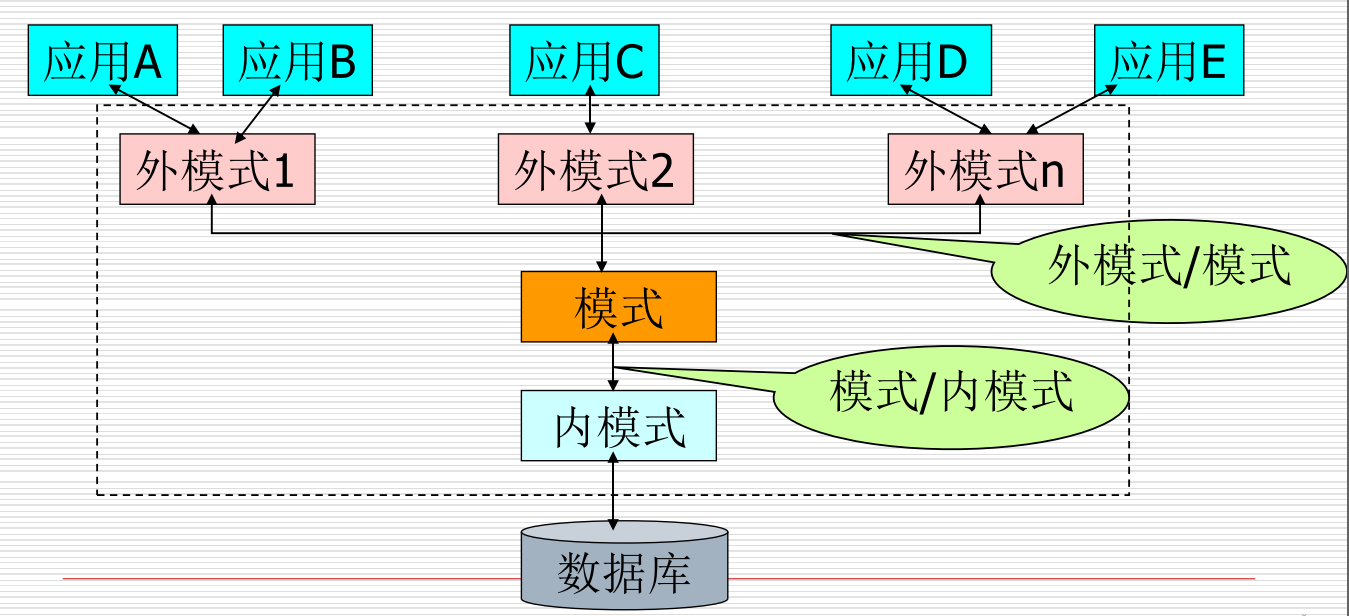 应用A
应用B
应用C
应用D
应用E
外模式1
外模式2
外模式n
外模式/模式
模式
模式/内模式
内模式
数据库